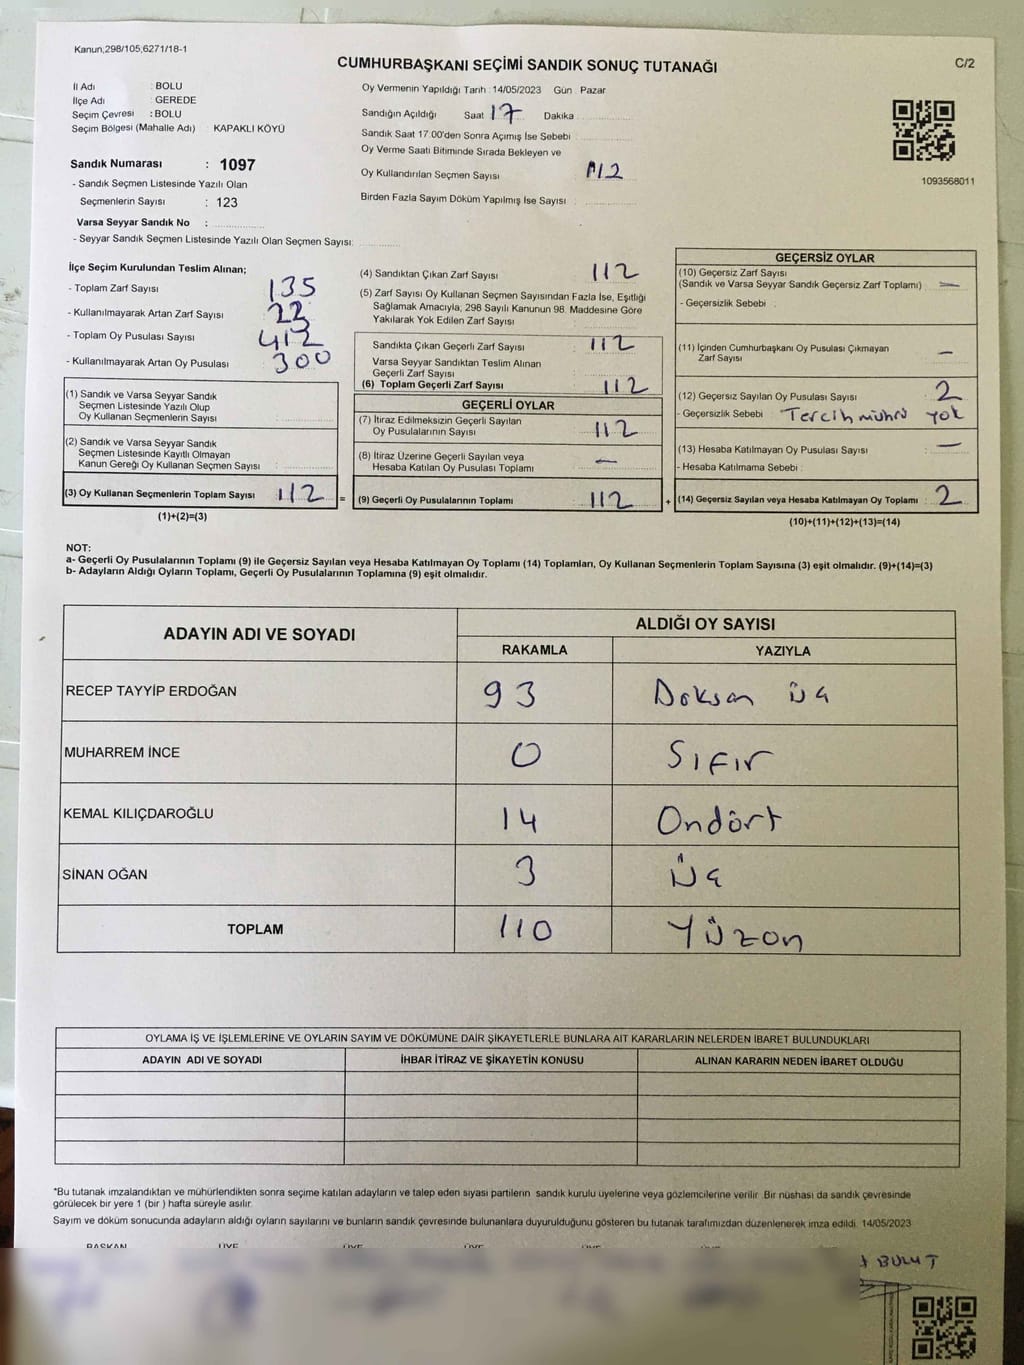 Kanun,298/105,6271/18-1
CUMHURBAŞKANI SEÇİMİ SANDIK SONUÇ TUTANAĞI
C/2
İl Adı : BOLU
İlçe Adı : GEREDE
Seçim Çevresi : BOLU
Seçim Bölgesi (Mahalle Adı) KAPAKLI KÖYÜ
Sandık Numarası : 1097
- Sandık Seçmen Listesinde Yazılı Olan
Seçmenlerin Sayısı : 123
Varsa Seyyar Sandık No :
- Seyyar Sandık Seçmen Listesinde Yazılı Olan Seçmen Sayısı:
Oy Vermenin Yapıldığı Tarih : 14/05/2023 Gün : Pazar
Sandığın Açıldığı Saat 17 Dakika
Sandık Saat 17.00'den Sonra Açımış İse Sebebi
Oy Verme Saati Bitiminde Sırada Bekleyen ve
Oy Kullandırılan Seçmen Sayısı 112
Birden Fazla Sayım Döküm Yapılmış İse Sayısı :
1093568011
İlçe Seçim Kurulundan Teslim Alınan;
- Toplam Zarf Sayısı 135
- Kullanılmayarak Artan Zarf Sayısı 22
- Toplam Oy Pusulası Sayısı 412
- Kullanılmayarak Artan Oy Pusulası 300
(1) Sandık ve Varsa Seyyar Sandık
Seçmen Listesinde Yazılı Olup
Oy Kullanan Seçmenlerin Sayısı
(2) Sandık ve Varsa Seyyar Sandık
Seçmen Listesinde Kayıtlı Olmayan
Kanun Gereği Oy Kullanan Seçmen Sayısı :
(3) Oy Kullanan Seçmenlerin Toplam Sayısı 112 =
(1)+(2)=(3)
(4) Sandıktan Çıkan Zarf Sayısı 112
(5) Zarf Sayısı Oy Kullanan Seçmen Sayısından Fazla İse, Eşitliği
Sağlamak Amacıyla, 298 Sayılı Kanunun 98. Maddesine Göre
Yakılarak Yok Edilen Zarf Sayısı
Sandıkta Çıkan Geçerli Zarf Sayısı 112
Varsa Seyyar Sandıktan Teslim Alınan
Geçerli Zarf Sayısı
(6) Toplam Geçerli Zarf Sayısı 112
GEÇERLİ OYLAR
(7) İtiraz Edilmeksizin Geçerli Sayılan
Oy Pusulalarının Sayısı 112
(8) İtiraz Üzerine Geçerli Sayılan veya
Hesaba Katılan Oy Pusulası Toplamı —
(9) Geçerli Oy Pusulalarının Toplamı 112 +
GEÇERSİZ OYLAR
(10) Geçersiz Zarf Sayısı
(Sandık ve Varsa Seyyar Sandık Geçersiz Zarf Toplamı) : —
- Geçersizlik Sebebi :
(11) İçinden Cumhurbaşkanı Oy Pusulası Çıkmayan
Zarf Sayısı —
(12) Geçersiz Sayılan Oy Pusulası Sayısı 2
- Geçersizlik Sebebi Tercih mührü yok
(13) Hesaba Katılmayan Oy Pusulası Sayısı : —
- Hesaba Katılmama Sebebi :
(14) Geçersiz Sayılan veya Hesaba Katılmayan Oy Toplamı : 2
(10)+(11)+(12)+(13)=(14)
NOT:
a- Geçerli Oy Pusulalarının Toplamı (9) ile Geçersiz Sayılan veya Hesaba Katılmayan Oy Toplamı (14) Toplamları, Oy Kullanan Seçmenlerin Toplam Sayısına (3) eşit olmalıdır. (9)+(14)=(3)
b- Adayların Aldığı Oyların Toplamı, Geçerli Oy Pusulalarının Toplamına (9) eşit olmalıdır.
ADAYIN ADI VE SOYADI
ALDIĞI OY SAYISI
RAKAMLA YAZIYLA
RECEP TAYYİP ERDOĞAN 93 Doksan üç
MUHARREM İNCE 0 Sıfır
KEMAL KILIÇDAROĞLU 14 Ondört
SİNAN OĞAN 3 Üç
TOPLAM 110 Yüzon
OYLAMA İŞ VE İŞLEMLERİNE VE OYLARIN SAYIM VE DÖKÜMÜNE DAİR ŞİKAYETLERLE BUNLARA AİT KARARLARIN NELERDEN İBARET BULUNDUKLARI
ADAYIN ADI VE SOYADI İHBAR İTİRAZ VE ŞİKAYETİN KONUSU ALINAN KARARIN NEDEN İBARET OLDUĞU
*Bu tutanak imzalandıktan ve mühürlendikten sonra seçime katılan adayların ve talep eden siyasi partilerin sandık kurulu üyelerine veya gözlemcilerine verilir. Bir nüshası da sandık çevresinde
görülecek bir yere 1 (bir ) hafta süreyle asılır.
Sayım ve döküm sonucunda adayların aldığı oyların sayılarını ve bunların sandık çevresinde bulunanlara duyurulduğunu gösteren bu tutanak tarafımızdan düzenlenerek imza edildi. 14/05/2023
BAŞKAN ÜYE ÜYE ÜYE ÜYE ÜYE
BULUT